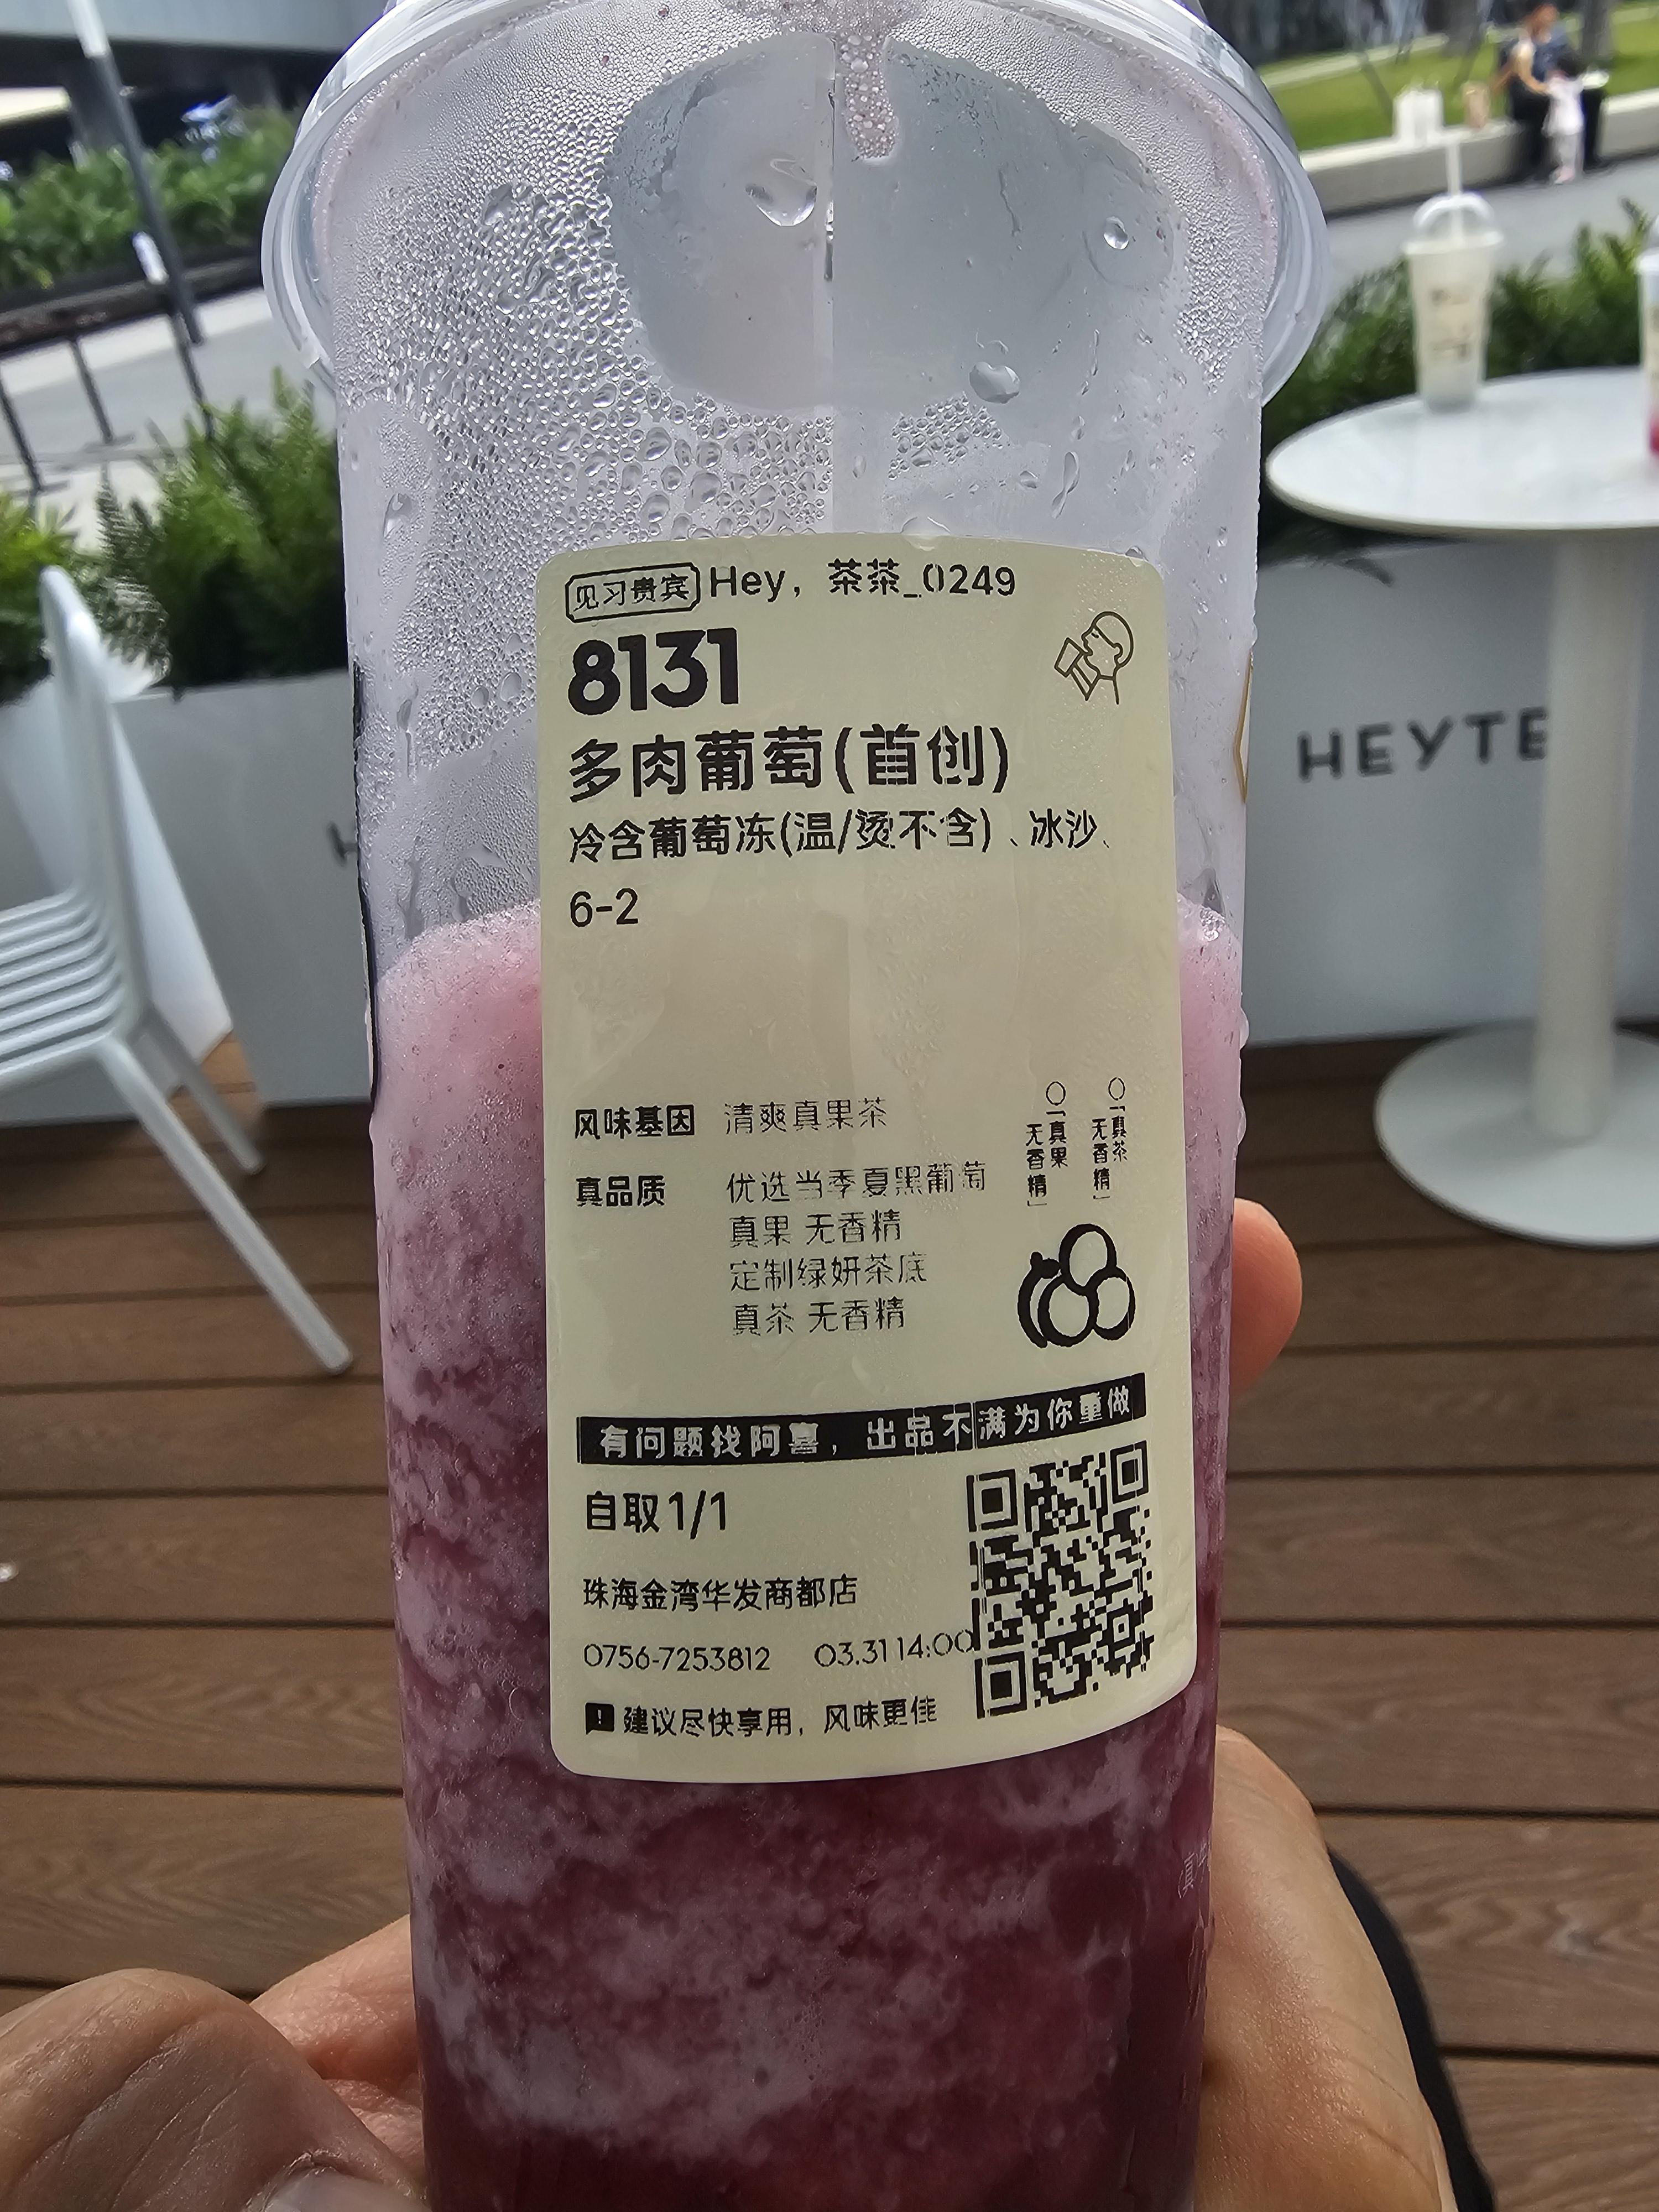 见习贵宾 Hey，茶茶_0249
8131
多肉葡萄(首创)
冷含葡萄冻(温/烫不含)、冰沙、
6-2
风味基因 清爽真果茶
真品质 优选当季夏黑葡萄
真果 无香精
定制绿妍茶底
真茶 无香精
「真果
无香精」
「真茶
无香精」
有问题找阿喜，出品不满为你重做
自取1/1
珠海金湾华发商都店
0756-7253812 03.31 14:00
建议尽快享用，风味更佳
HEYTE